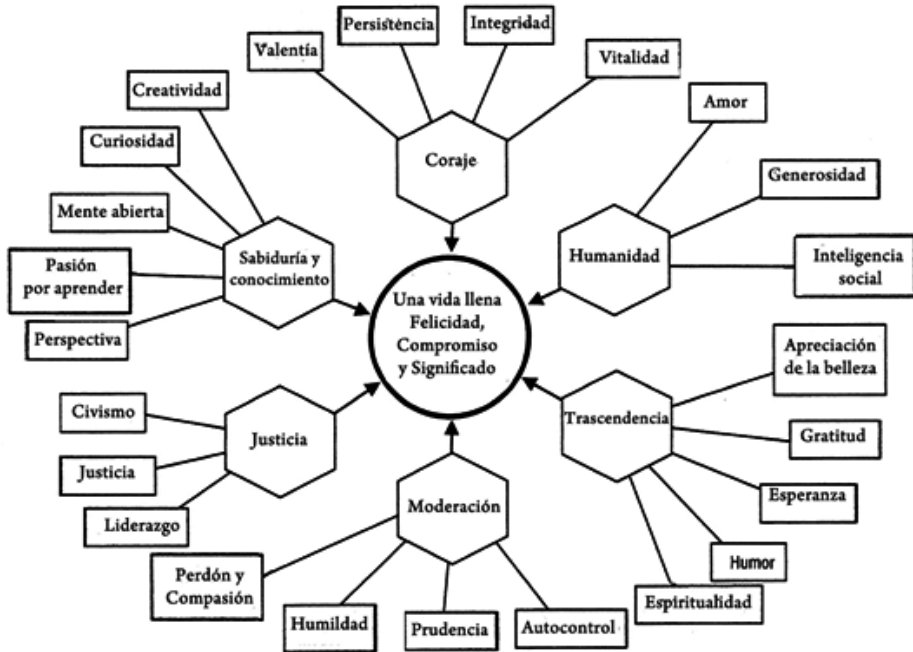 Persistencia
Integridad
Valentía
Vitalidad
Creatividad
Amor
Curiosidad
Coraje
Generosidad
Mente abierta
Sabiduría y
conocimiento
Humanidad
Inteligencia
social
Pasión
por aprender
Perspectiva
Una vida llena
Felicidad,
Compromiso
y Significado
Apreciación
de la belleza
Civismo
Justicia
Trascendencia
Gratitud
Justicia
Moderación
Esperanza
Liderazgo
Humor
Perdón y
Compasión
Espiritualidad
Humildad
Prudencia
Autocontrol